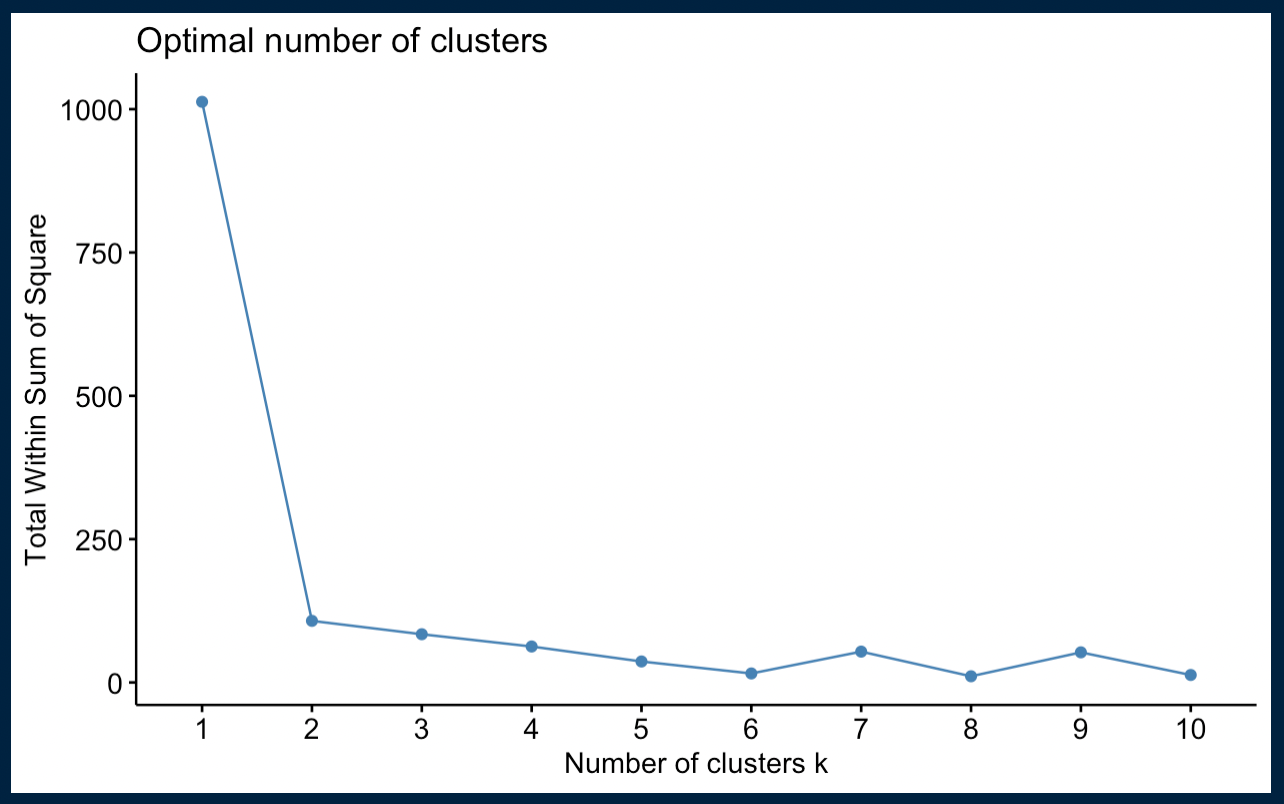 Optimal number of clusters
Total Within Sum of Square
1000
750
500
250
0
1 2 3 4 5 6 7 8 9 10
Number of clusters k